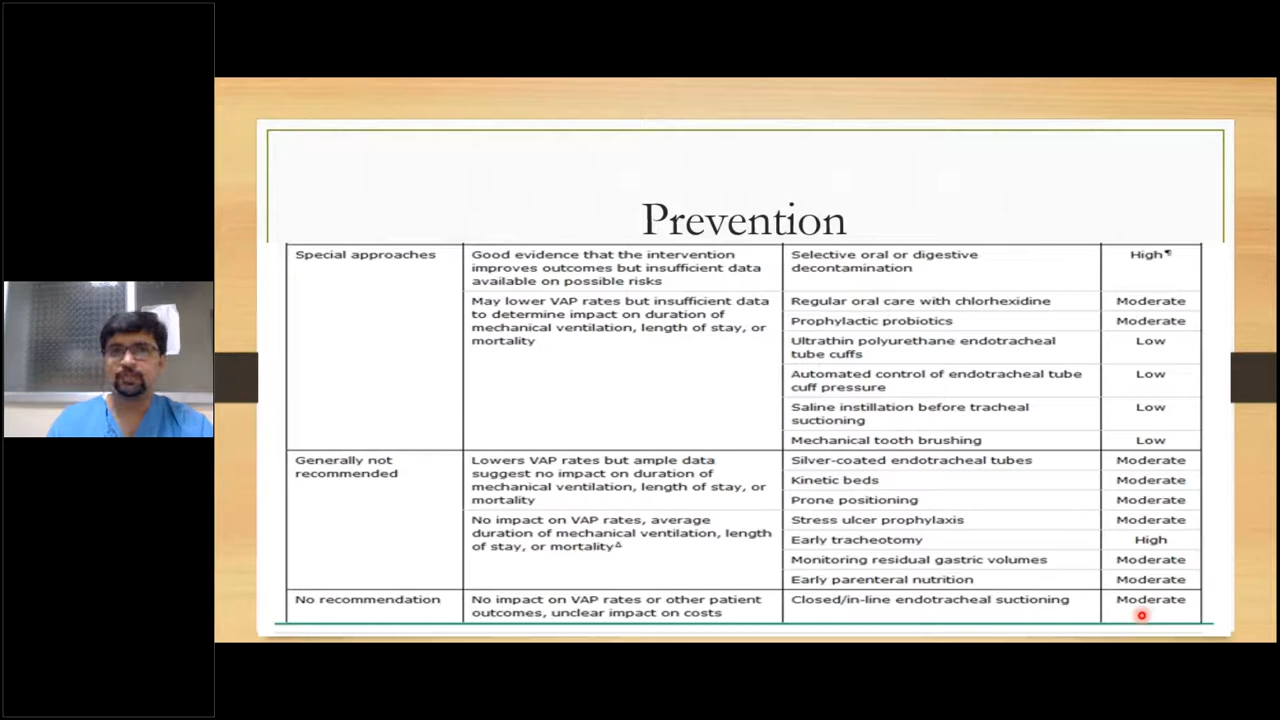 Prevention
Special approaches
Good evidence that the intervention
improves outcomes but insufficient data
available on possible risks
Selective oral or digestive
decontamination
High¶
May lower VAP rates but insufficient data
to determine impact on duration of
mechanical ventilation, length of stay, or
mortality
Regular oral care with chlorhexidine
Moderate
Prophylactic probiotics
Moderate
Ultrathin polyurethane endotracheal
tube cuffs
Low
Automated control of endotracheal tube
cuff pressure
Low
Saline instillation before tracheal
suctioning
Low
Mechanical tooth brushing
Low
Generally not
recommended
Lowers VAP rates but ample data
suggest no impact on duration of
mechanical ventilation, length of stay, or
mortality
Silver-coated endotracheal tubes
Moderate
Kinetic beds
Moderate
Prone positioning
Moderate
No impact on VAP rates, average
duration of mechanical ventilation, length
of stay, or mortalityΔ
Stress ulcer prophylaxis
Moderate
Early tracheotomy
High
Monitoring residual gastric volumes
Moderate
Early parenteral nutrition
Moderate
No recommendation
No impact on VAP rates or other patient
outcomes, unclear impact on costs
Closed/in-line endotracheal suctioning
Moderate